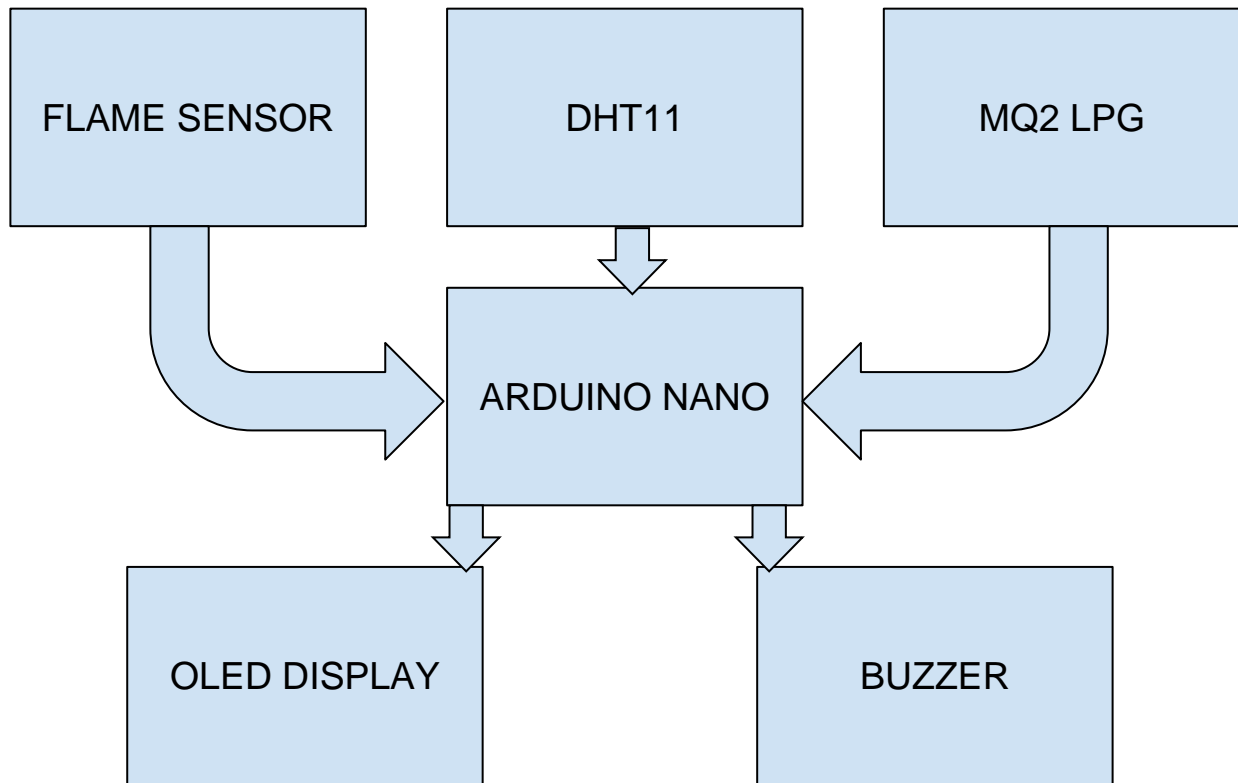 FLAME SENSOR
DHT11
MQ2 LPG
ARDUINO NANO
OLED DISPLAY
BUZZER